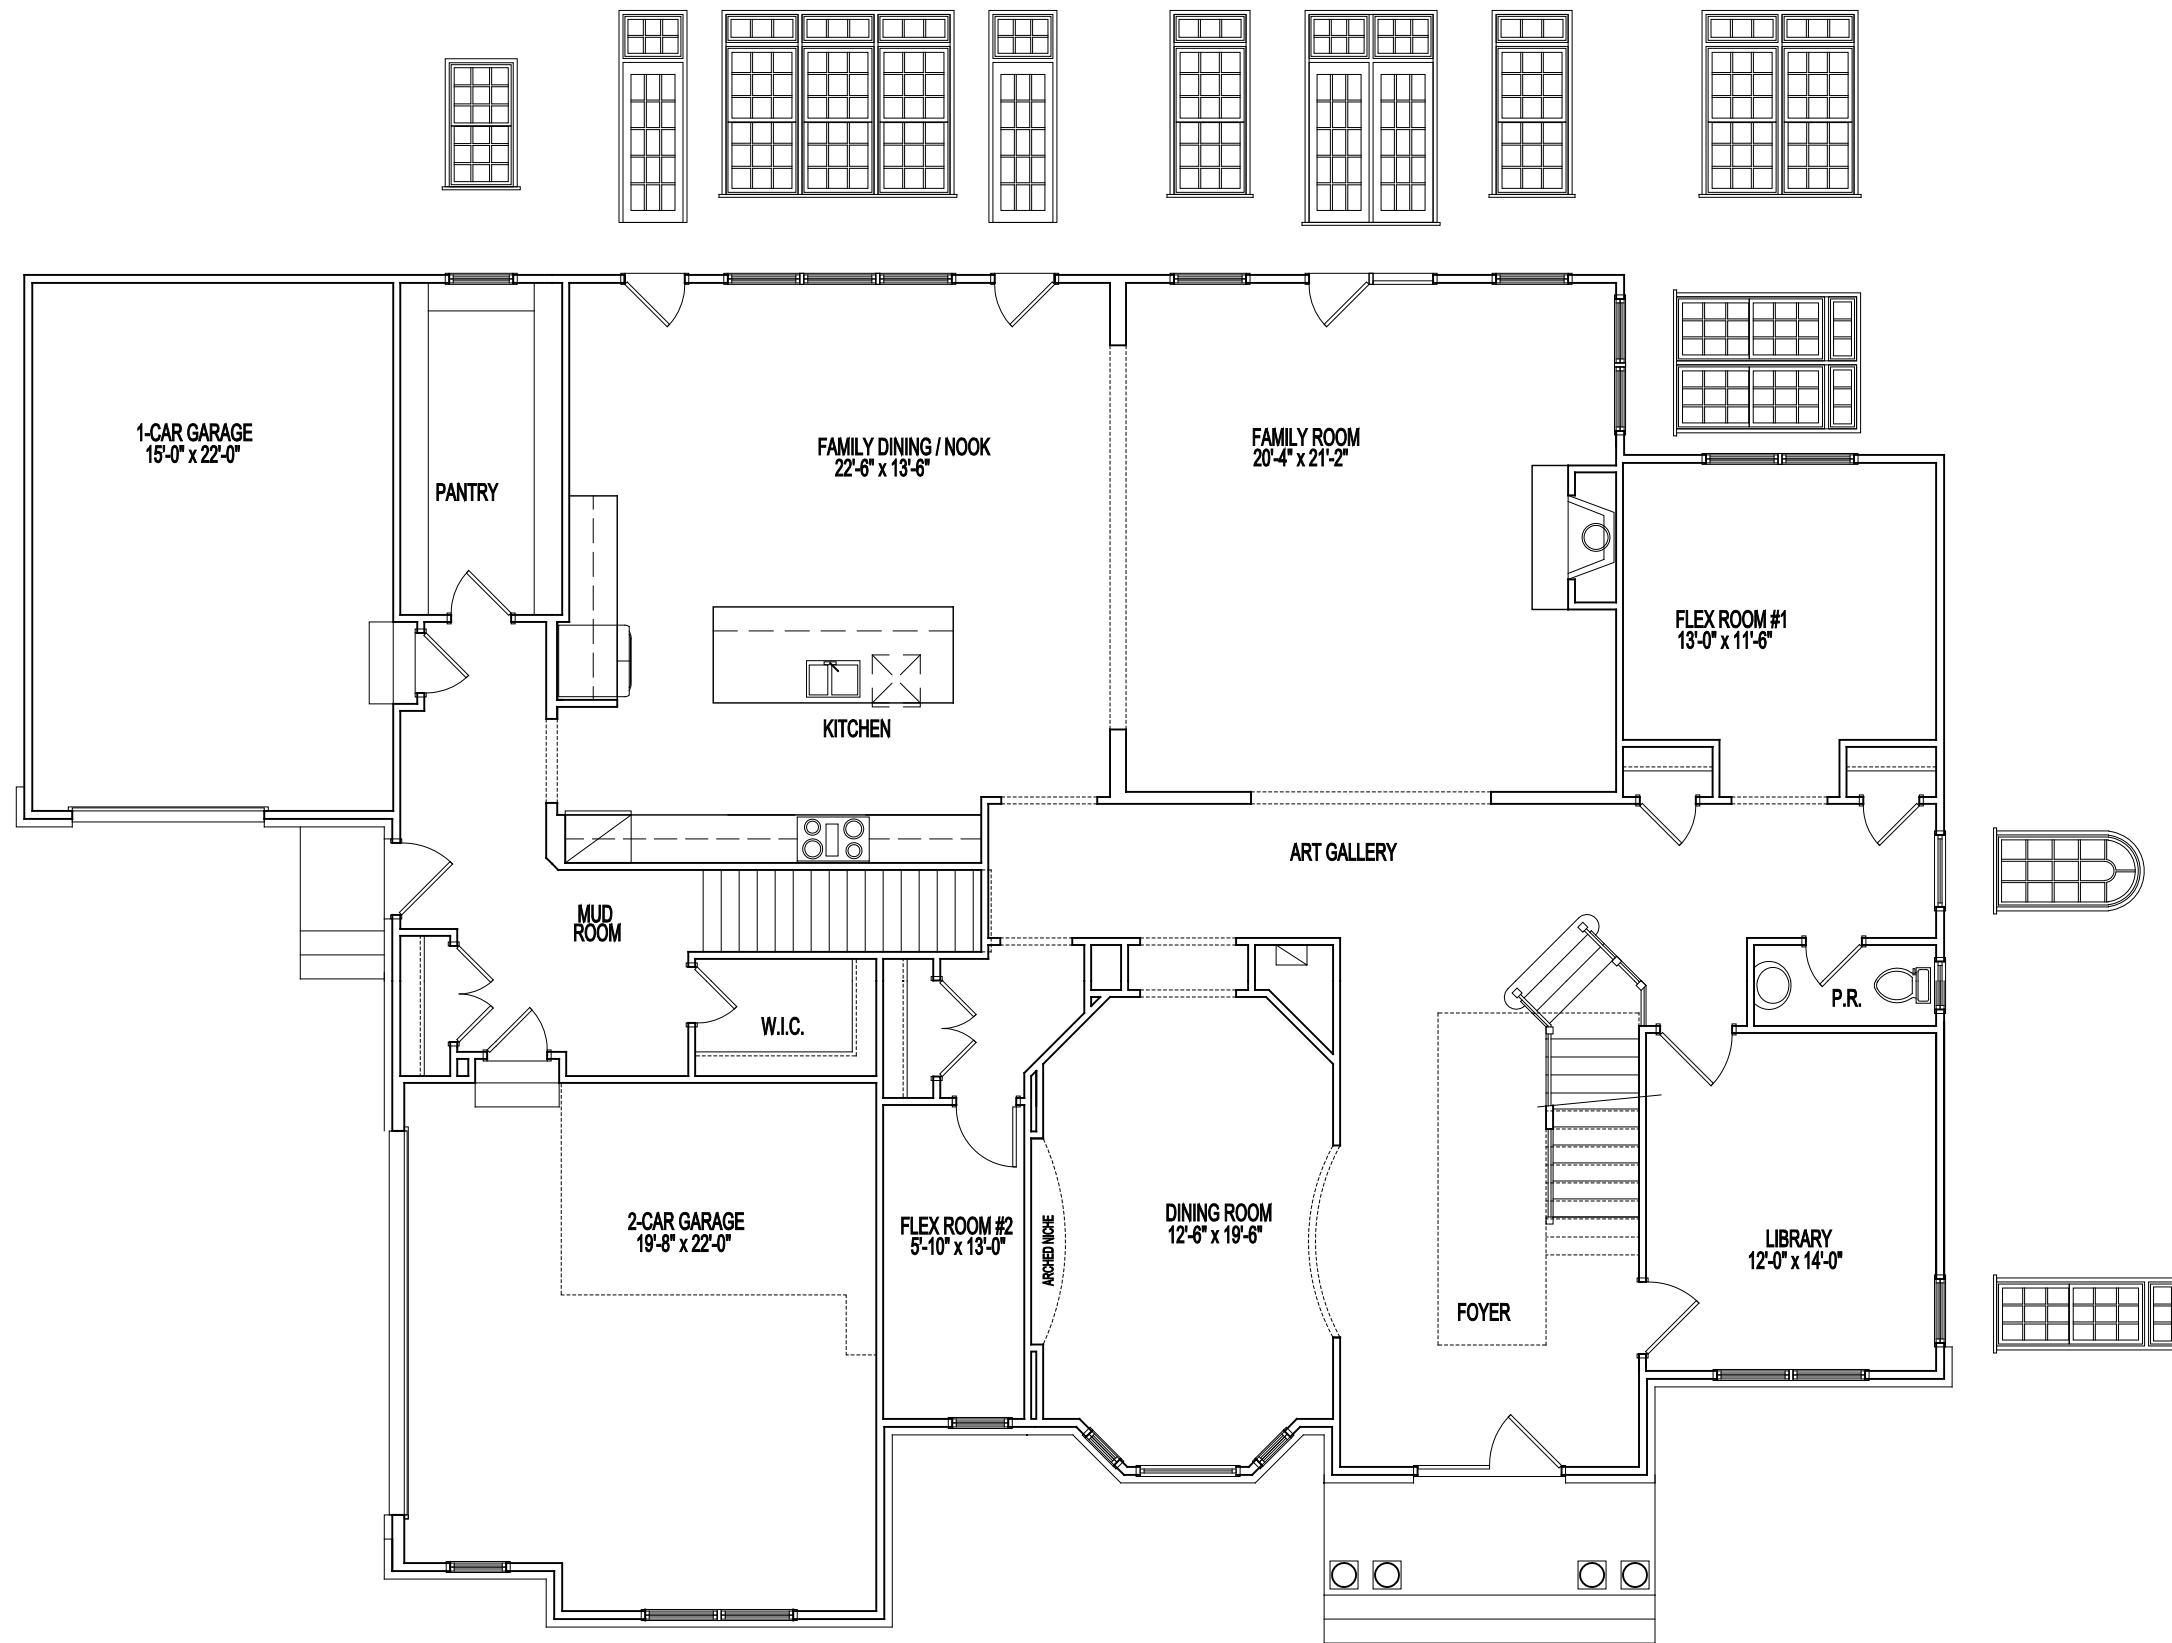 1-CAR GARAGE
15'-0" x 22'-0"
PANTRY
FAMILY DINING / NOOK
22'-6" x 13'-6"
FAMILY ROOM
20'-4" x 21'-2"
FLEX ROOM #1
13'-0" x 11'-6"
KITCHEN
ART GALLERY
MUD
ROOM
W.I.C.
P.R.
2-CAR GARAGE
19'-8" x 22'-0"
FLEX ROOM #2
5'-10" x 13'-0"
ARCHED NICHE
DINING ROOM
12'-6" x 19'-6"
FOYER
LIBRARY
12'-0" x 14'-0"